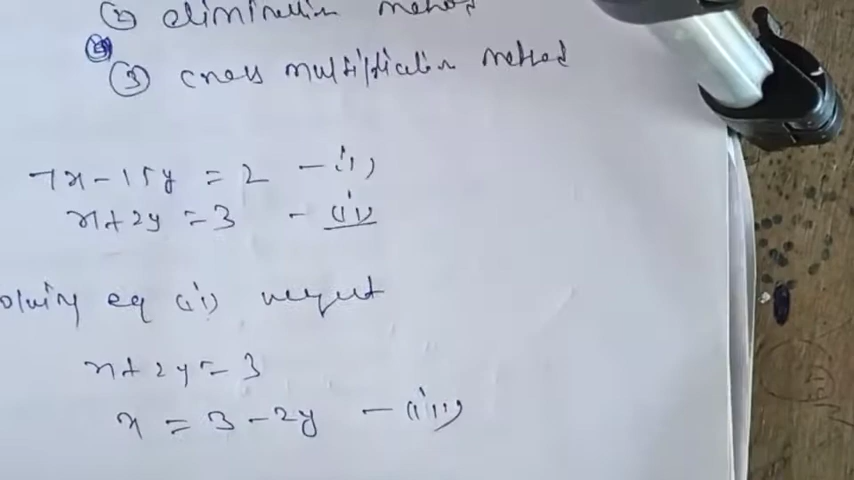 ② elimination method
③ cross multiplication method
7x - 15y = 2 - (i)
x + 2y = 3 - (ii)
olving eq (ii) we get
x + 2y = 3
x = 3 - 2y - (iii)